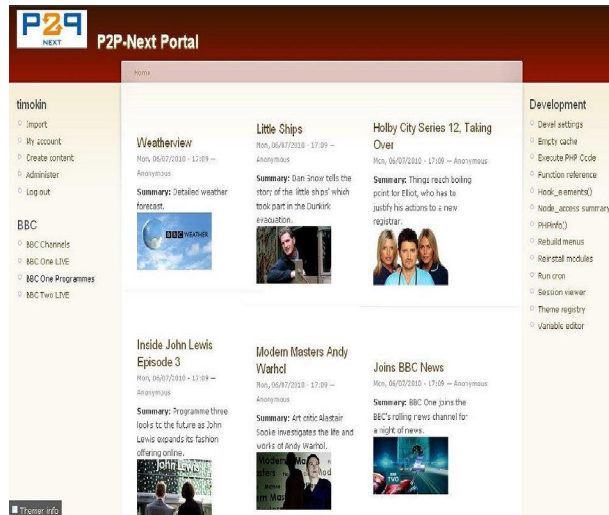 P2P
NEXT
P2P-Next Portal
Home
timokin
Import
My account
Create content
Administer
Log out
BBC
BBC Channels
BBC One LIVE
BBC One Programmes
BBC Two LIVE
Weatherview
Mon, 06/07/2010 - 17:09 —
Anonymous
Summary: Detailed weather
forecast.
BBC WEATHER
Little Ships
Mon, 06/07/2010 - 17:09 —
Anonymous
Summary: Dan Snow tells the
story of the 'little ships' which
took part in the Dunkirk
evacuation.
Holby City Series 12, Taking
Over
Mon, 06/07/2010 - 17:09 — Anonymous
Summary: Things reach boiling
point for Elliot, who has to
justify his actions to a new
registrar.
Inside John Lewis
Episode 3
Mon, 06/07/2010 - 17:09 —
Anonymous
Summary: Programme three
looks to the future as John
Lewis expands its fashion
offering online.
John Lewis
Modern Masters Andy
Warhol
Mon, 06/07/2010 - 17:09 —
Anonymous
Summary: Art critic Alastair
Sooke investigates the life and
works of Andy Warhol.
Joins BBC News
Mon, 06/07/2010 - 17:09 — Anonymous
Summary: BBC One joins the
BBC's rolling news channel for
a night of news.
BBC
TWO
Development
Devel settings
Empty cache
Execute PHP Code
Function reference
Hook_elements()
Node_access summary
PHPinfo()
Rebuild menus
Reinstall modules
Run cron
Session viewer
Theme registry
Variable editor
Themer info